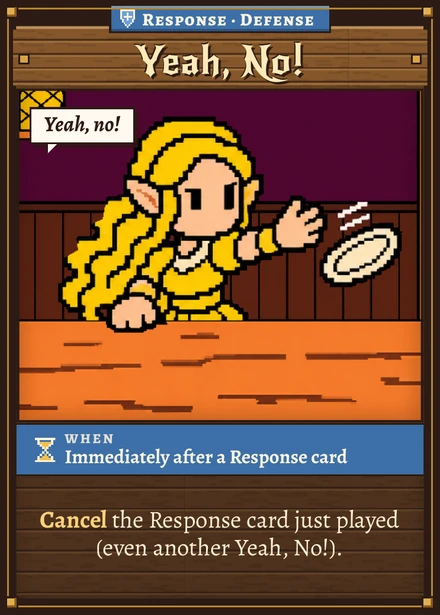 Response · Defense
Yeah, No!
Yeah, no!
WHEN
Immediately after a Response card
Cancel the Response card just played
(even another Yeah, No!).